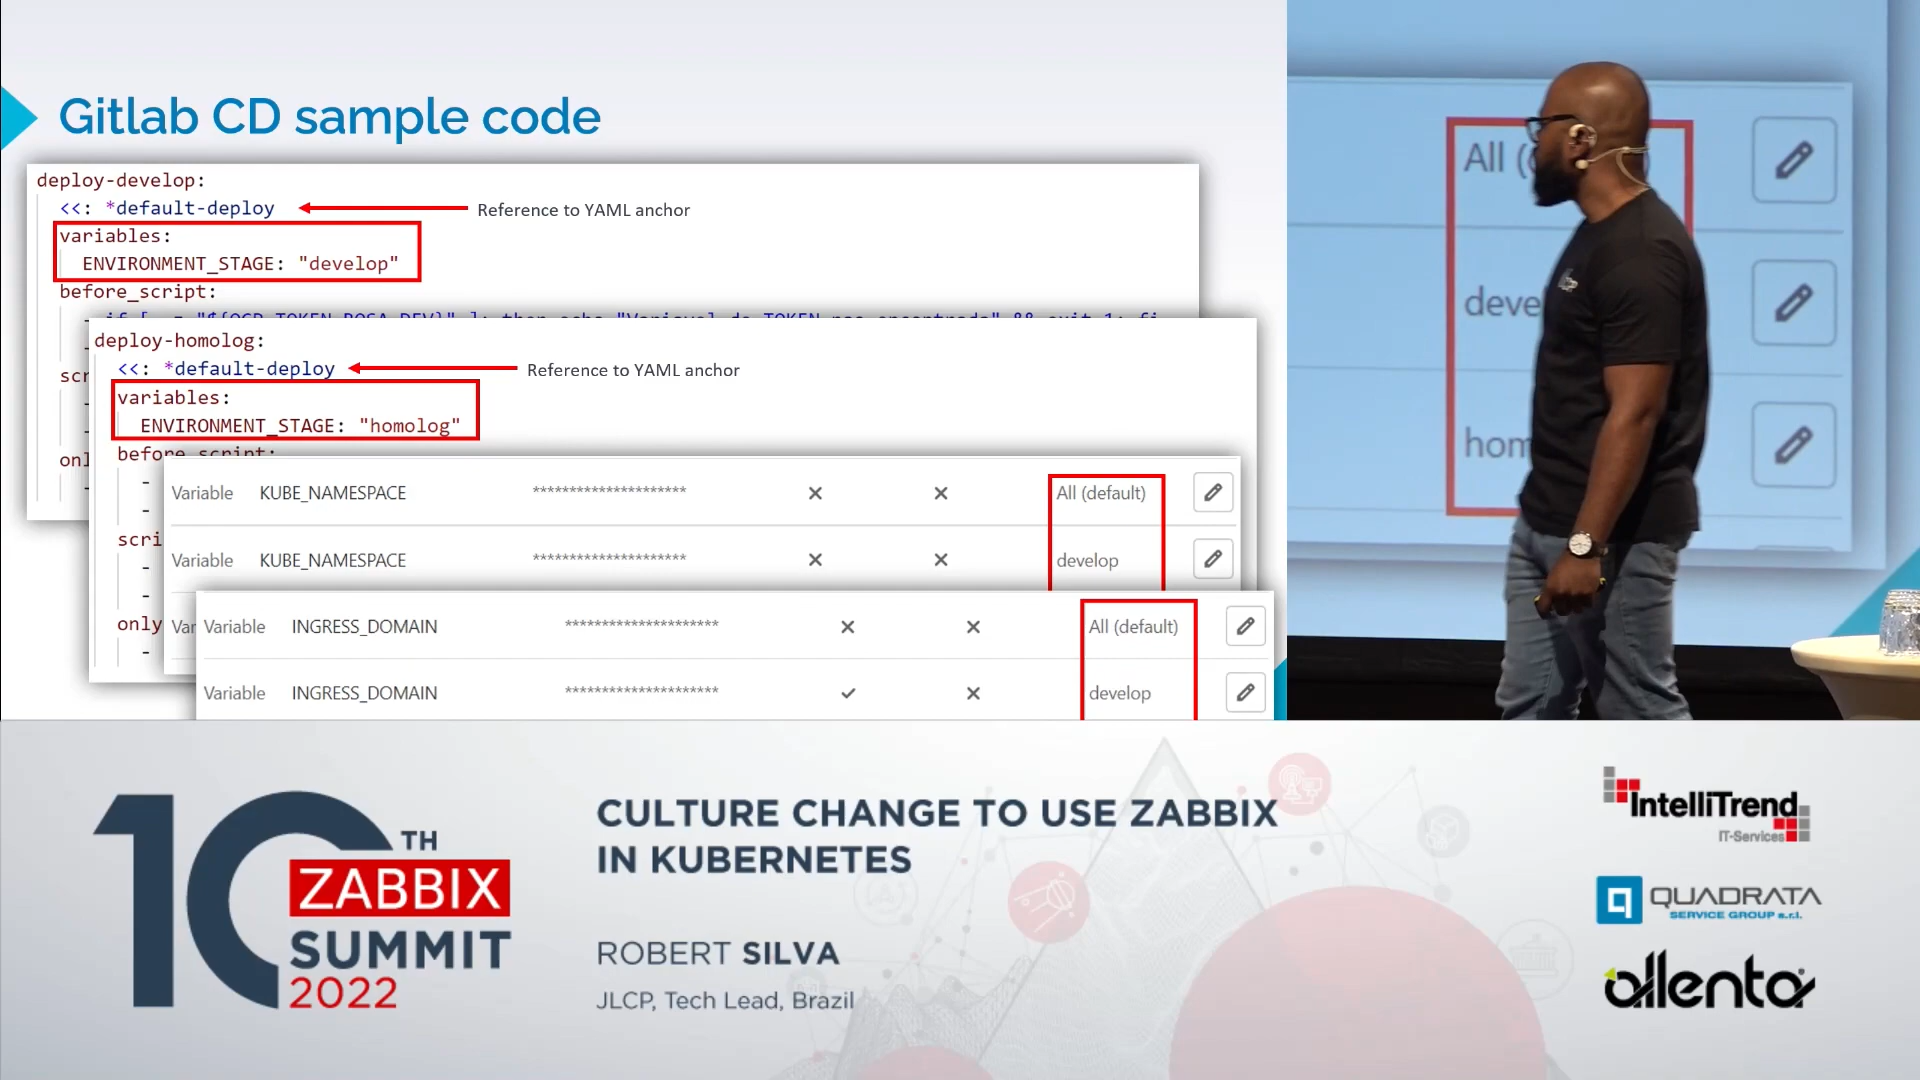 Gitlab CD sample code
deploy-develop:
<<: *default-deploy
Reference to YAML anchor
variables:
ENVIRONMENT_STAGE: "develop"
before_script:
deploy-homolog:
<<: *default-deploy
Reference to YAML anchor
variables:
ENVIRONMENT_STAGE: "homolog"
before_script:
Variable KUBE_NAMESPACE ********************* × × All (default)
Variable KUBE_NAMESPACE ********************* × × develop
scri
only
Variable INGRESS_DOMAIN ********************* × × All (default)
Variable INGRESS_DOMAIN ********************* ✓ × develop
All (
deve
hom
10TH
ZABBIX
SUMMIT
2022
CULTURE CHANGE TO USE ZABBIX
IN KUBERNETES
ROBERT SILVA
JLCP, Tech Lead, Brazil
IntelliTrend
IT-Services
QUADRATA
SERVICE GROUP s.r.l.
allenta